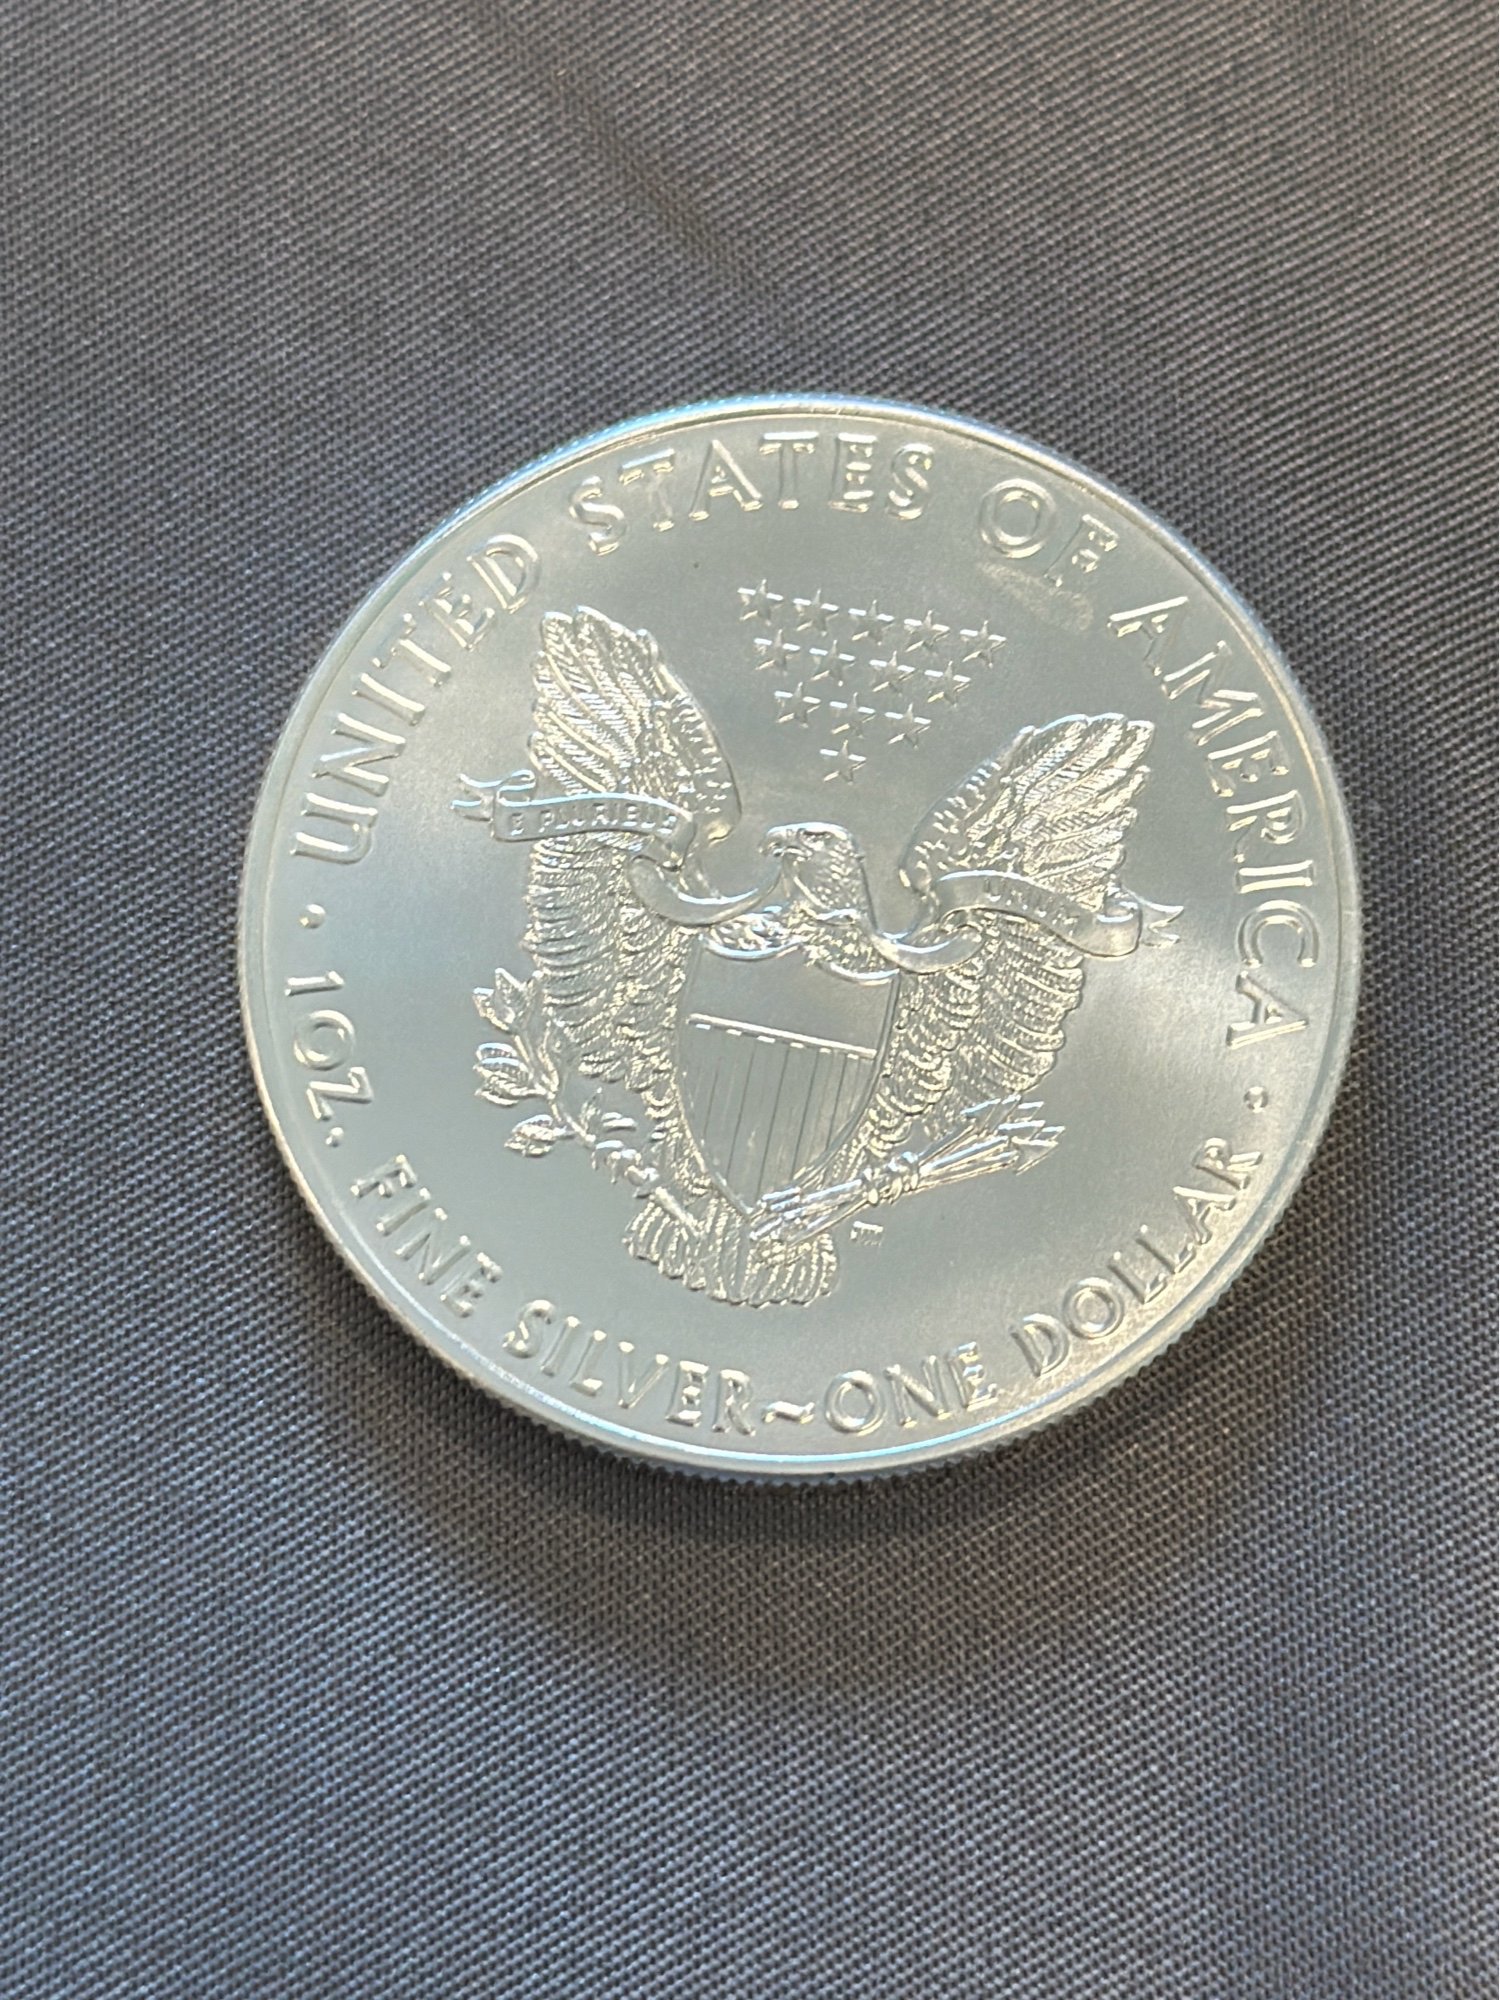 UNITED STATES OF AMERICA
E PLURIBUS
UNUM
1 OZ. FINE SILVER~ONE DOLLAR